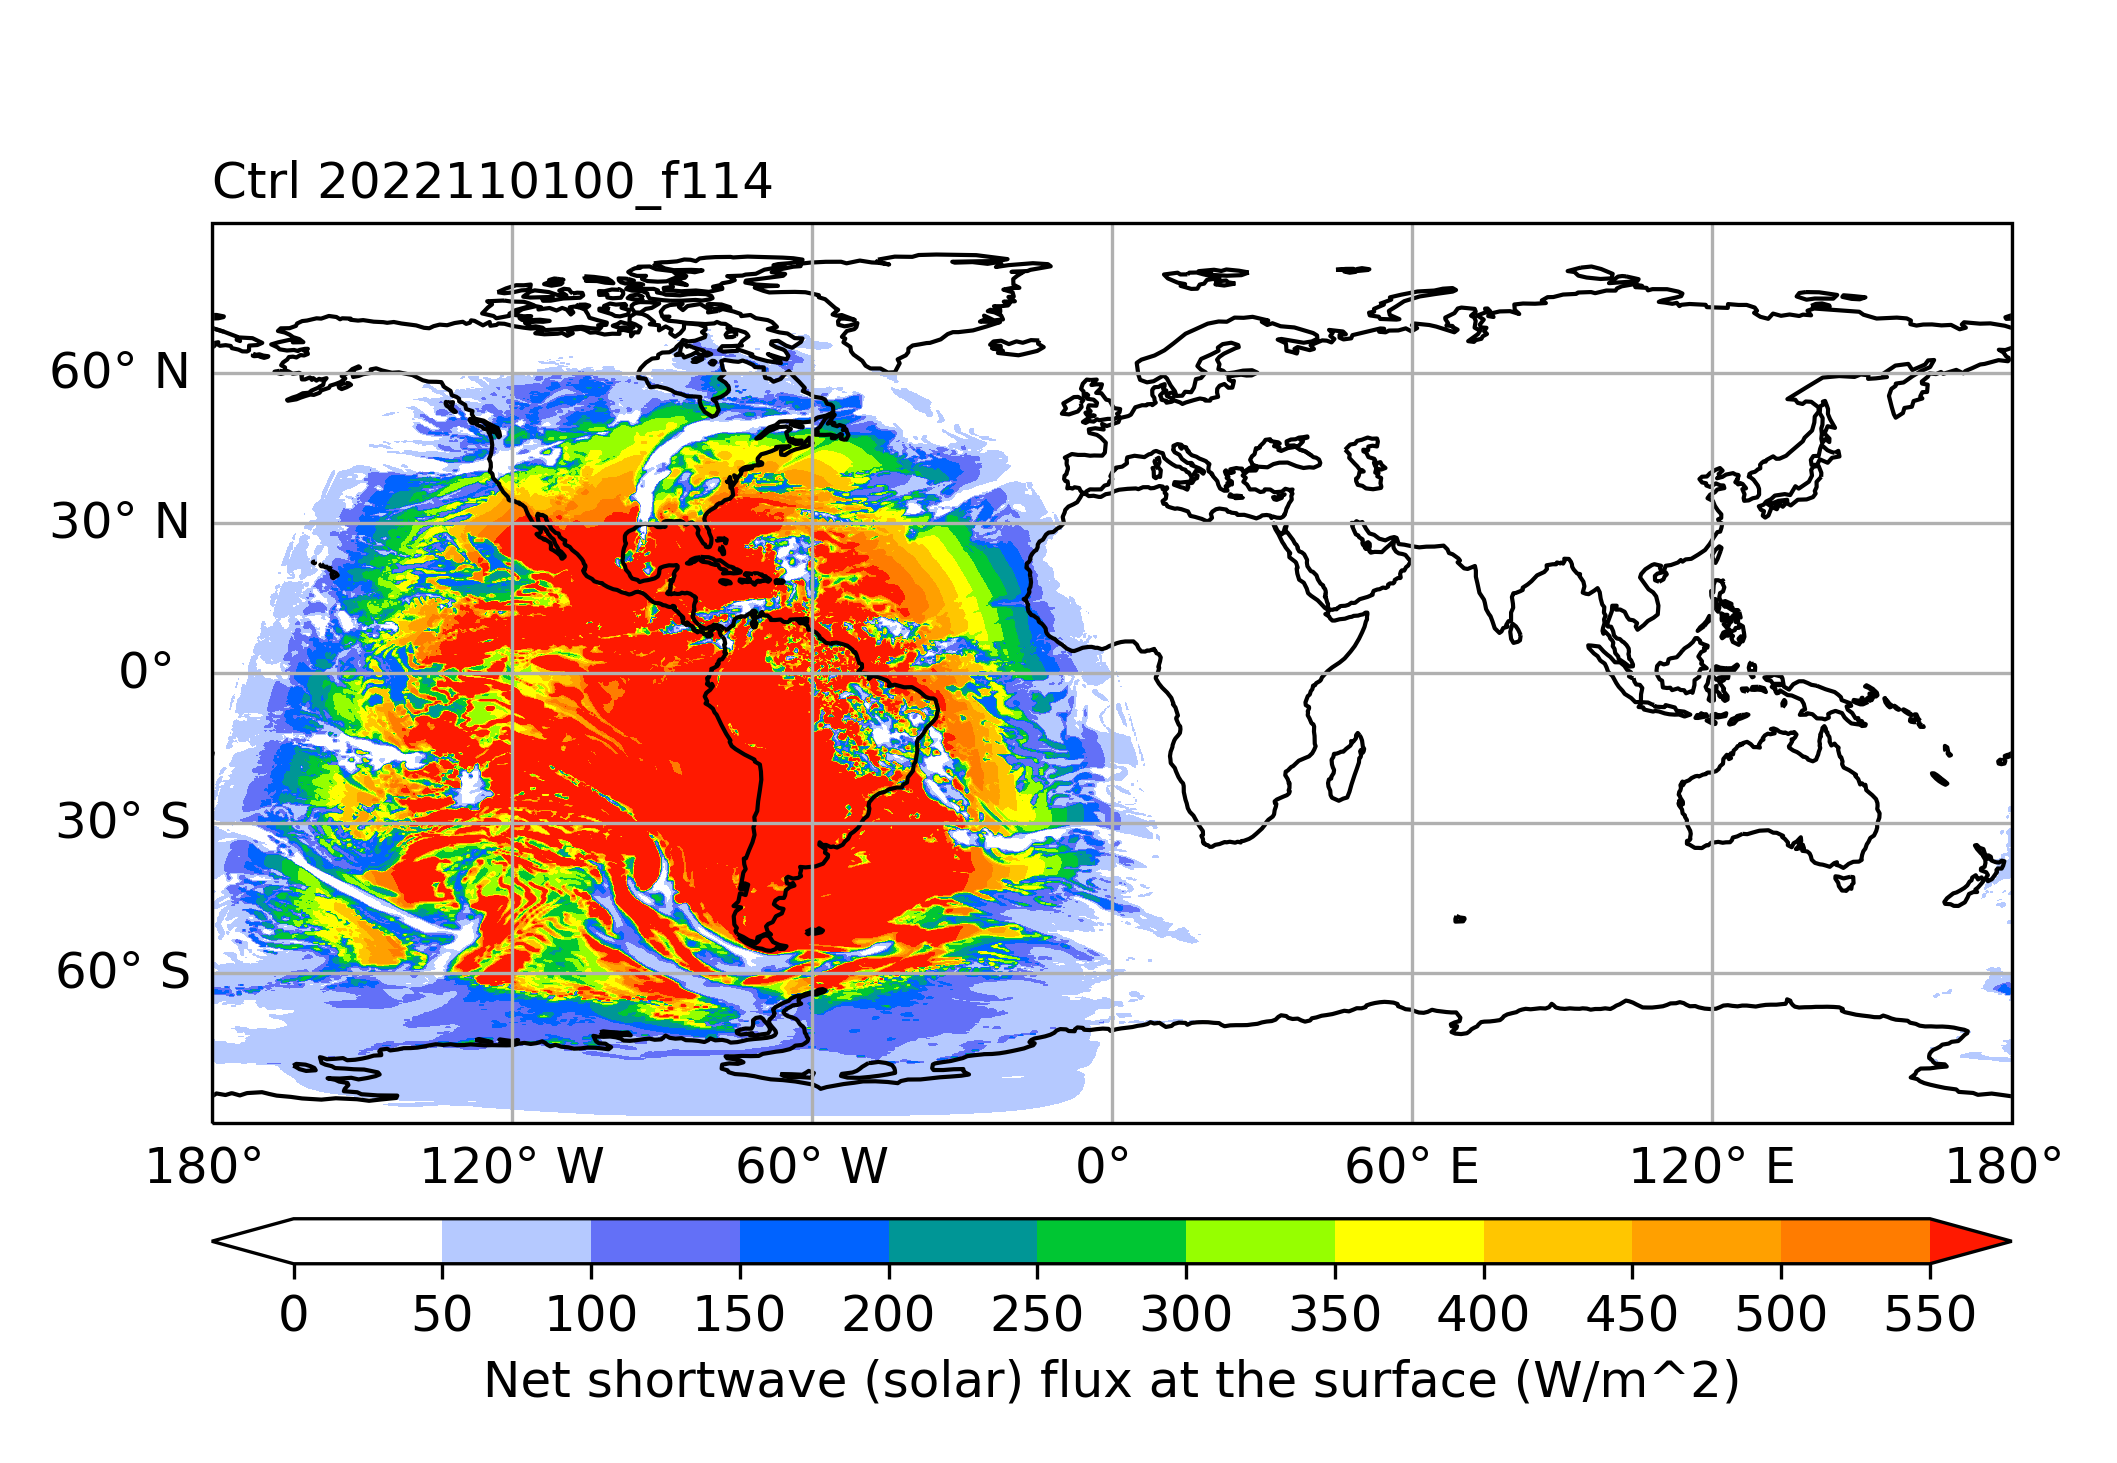 Ctrl 2022110100_f114
60° N
30° N
0°
30° S
60° S
180° 120° W 60° W 0° 60° E 120° E 180°
0 50 100 150 200 250 300 350 400 450 500 550
Net shortwave (solar) flux at the surface (W/m^2)